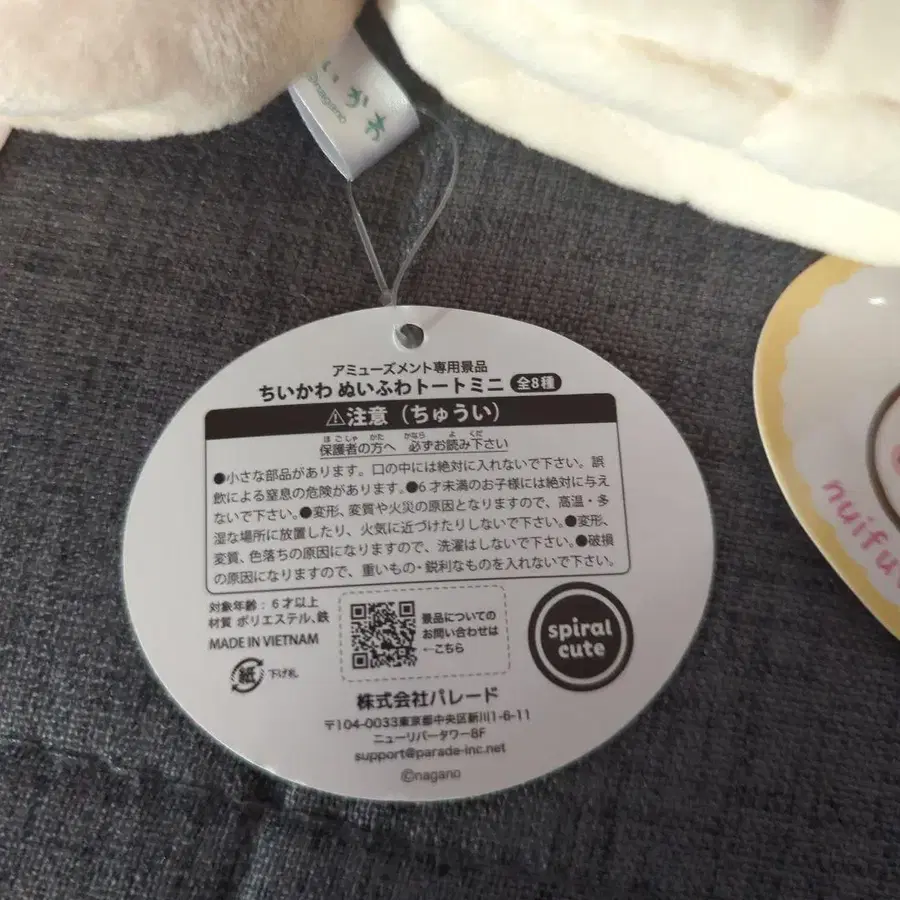 いかわ
©nagano
アミューズメント専用景品
ちいかわ ぬいふわトートミニ 全8種
⚠注意（ちゅうい）
ほごしゃ かた かなら よ くだ
保護者の方へ 必ずお読み下さい
●小さな部品があります。口の中には絶対に入れないで下さい。誤
飲による窒息の危険があります。●6才未満のお子様には絶対に与え
ないで下さい。●変形、変質や火災の原因となりますので、高温・多
湿な場所に放置したり、火気に近づけたりしないで下さい。●変形、
変質、色落ちの原因になりますので、洗濯はしないで下さい。●破損
の原因になりますので、重いもの・鋭利なものを入れないで下さい。
対象年齢：6才以上
材質 ポリエステル、鉄
MADE IN VIETNAM
紙 下げ札
景品についての
お問い合わせは
←こちら
spiral
cute
株式会社パレード
〒104-0033東京都中央区新川1-6-11
ニューリバータワー8F
support@parade-inc.net
©nagano
nuifu